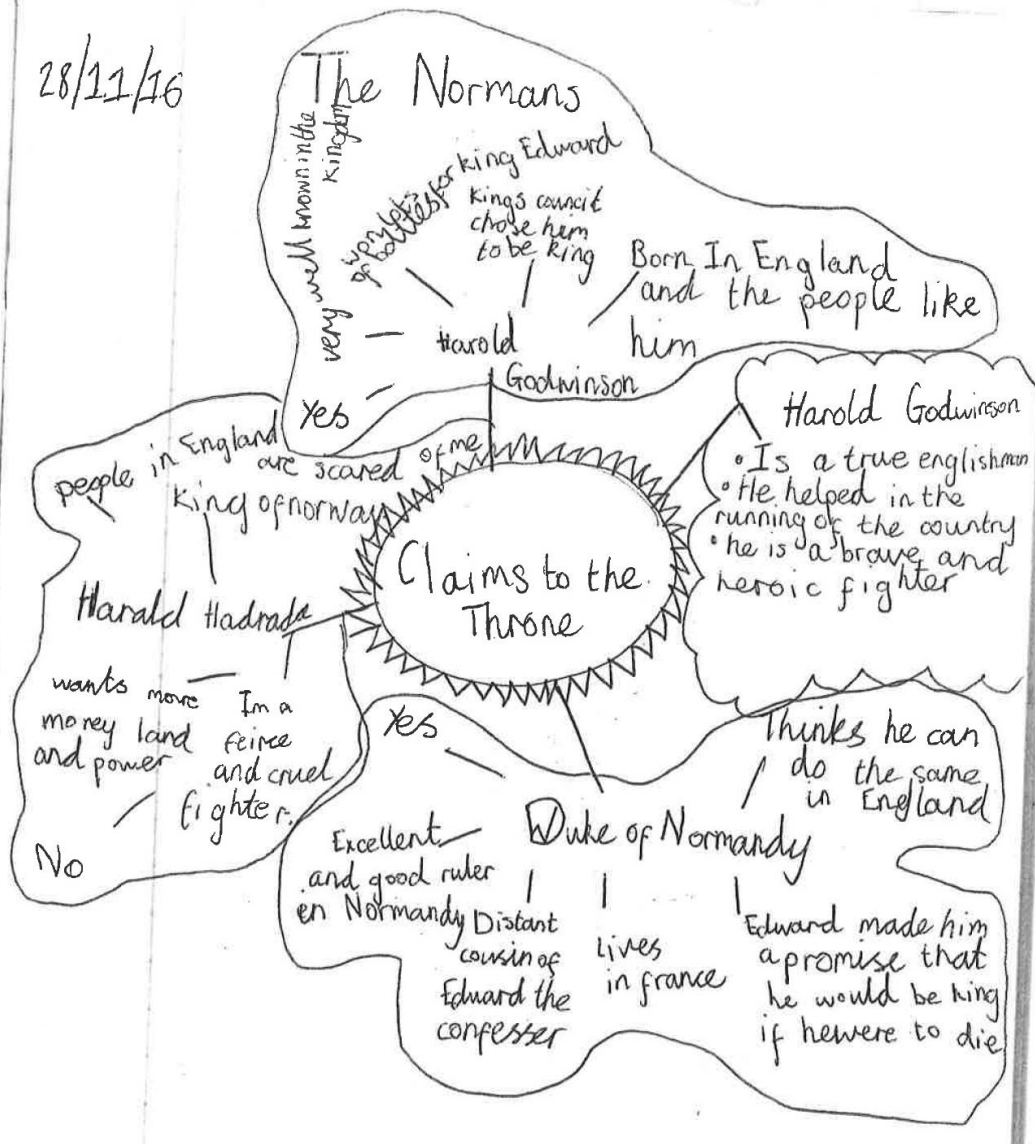 28/11/16
The Normans
very well known in the
kingdom
won lots
of battles for king Edward
Kings council
chose him
to be king
Born In England
and the people like
him
Harold
Godwinson
Yes
Harold Godwinson
• Is a true englishman
• He helped in the
running of the country
• he is a brave and
heroic fighter
people in England
are scared of me
King of norway
Harald Hadrada
wants more
money land
and power
Im a
feirce
and cruel
fighter.
No
Claims to the
Throne
Yes
Thinks he can
do the same
in England
Duke of Normandy
Excellent
and good ruler
en Normandy
Distant
cousin of
Eduard the
confesser
Lives
in france
Edward made him
a promise that
he would be king
if he were to die